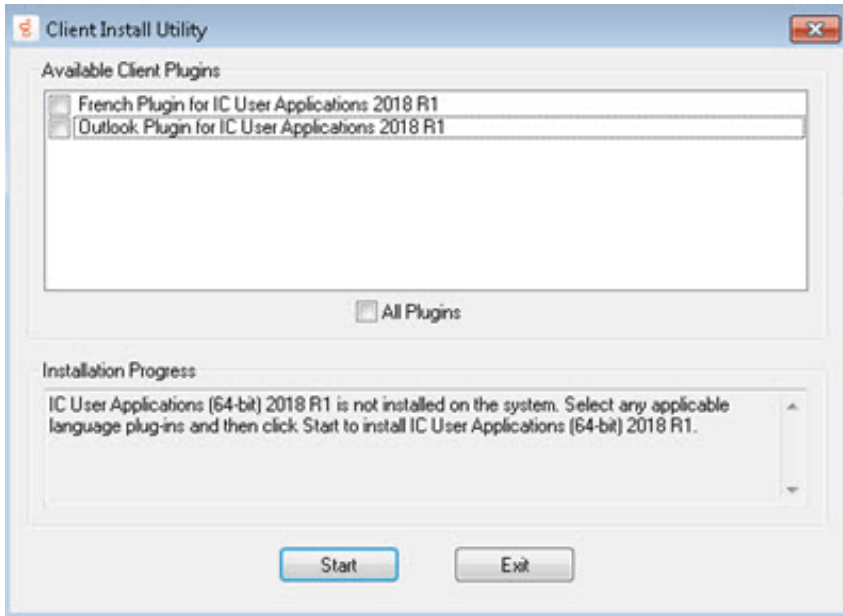 Client Install Utility
Available Client Plugins
French Plugin for IC User Applications 2018 R1
Outlook Plugin for IC User Applications 2018 R1
All Plugins
Installation Progress
IC User Applications (64-bit) 2018 R1 is not installed on the system. Select any applicable
language plug-ins and then click Start to install IC User Applications (64-bit) 2018 R1.
Start
Exit